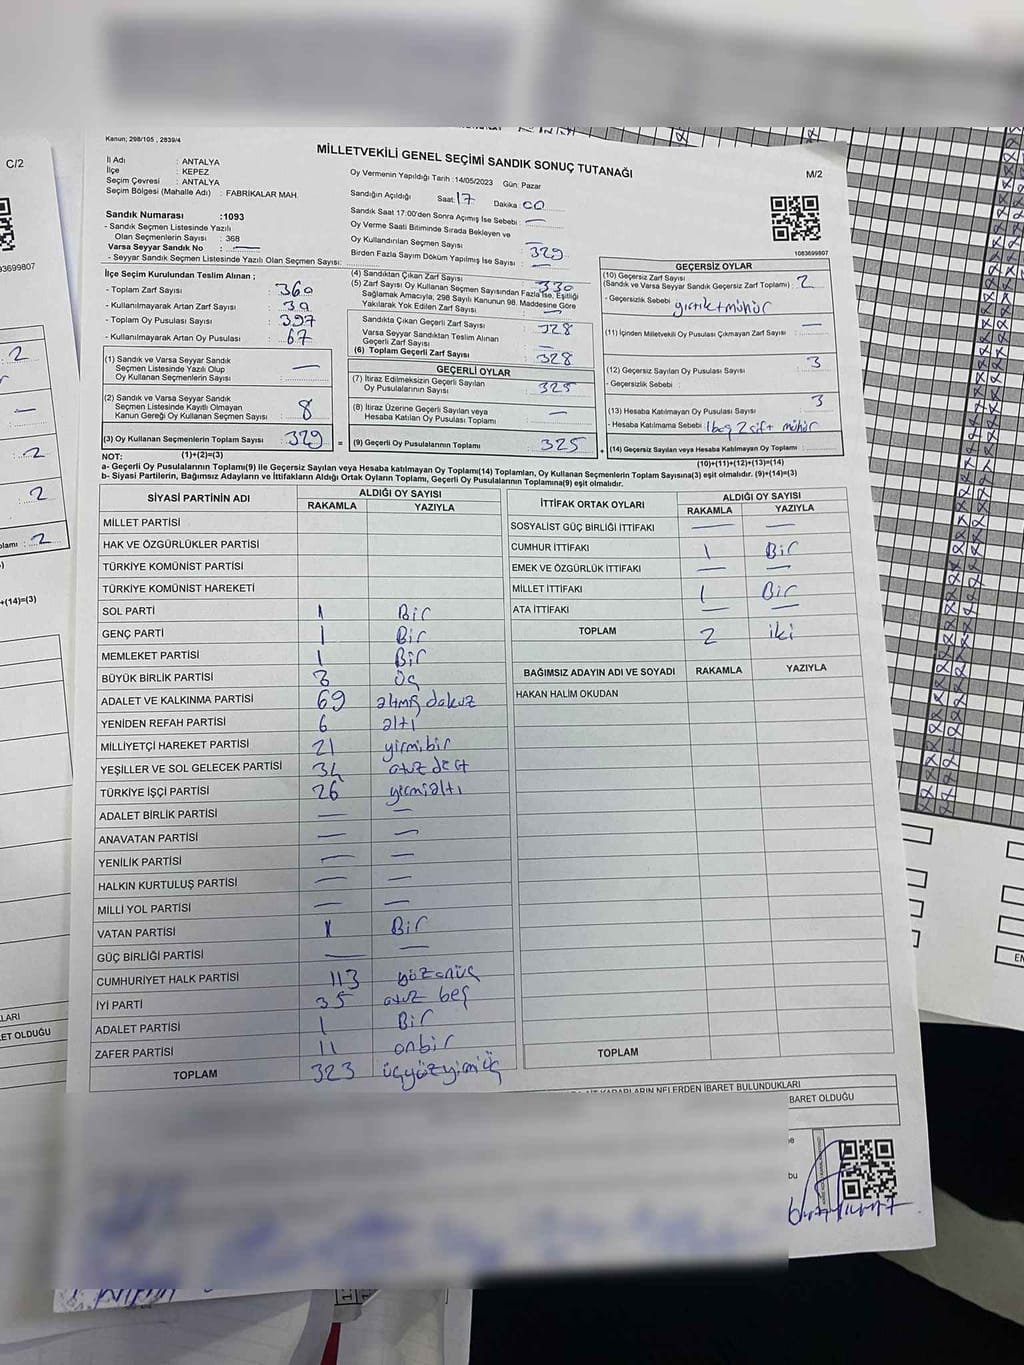 C/2
Kanun; 298/105 , 2839/4
MİLLETVEKİLİ GENEL SEÇİMİ SANDIK SONUÇ TUTANAĞI
M/2
İl Adı : ANTALYA
İlçe : KEPEZ
Seçim Çevresi : ANTALYA
Seçim Bölgesi (Mahalle Adı) : FABRİKALAR MAH.
Oy Vermenin Yapıldığı Tarih : 14/05/2023 Gün: Pazar
Sandığın Açıldığı Saat: 17 Dakika: 00
Sandık Saat 17:00'den Sonra Açımış İse Sebebi : —
Oy Verme Saati Bitiminde Sırada Bekleyen ve
Oy Kullandırılan Seçmen Sayısı : —
Birden Fazla Sayım Döküm Yapılmış İse Sayısı : —
329
Sandık Numarası :1093
- Sandık Seçmen Listesinde Yazılı
Olan Seçmenlerin Sayısı : 368
Varsa Seyyar Sandık No : —
- Seyyar Sandık Seçmen Listesinde Yazılı Olan Seçmen Sayısı:
1083699807
83699807
İlçe Seçim Kurulundan Teslim Alınan ;
- Toplam Zarf Sayısı : 360
- Kullanılmayarak Artan Zarf Sayısı : 39
- Toplam Oy Pusulası Sayısı : 397
- Kullanılmayarak Artan Oy Pusulası : 67
(1) Sandık ve Varsa Seyyar Sandık
Seçmen Listesinde Yazılı Olup
Oy Kullanan Seçmenlerin Sayısı : —
(2) Sandık ve Varsa Seyyar Sandık
Seçmen Listesinde Kayıtlı Olmayan
Kanun Gereği Oy Kullanan Seçmen Sayısı : 8
(3) Oy Kullanan Seçmenlerin Toplam Sayısı 329
(1)+(2)=(3)
(4) Sandıktan Çıkan Zarf Sayısı 330
(5) Zarf Sayısı Oy Kullanan Seçmen Sayısından Fazla İse, Eşitliği
Sağlamak Amacıyla, 298 Sayılı Kanunun 98. Maddesine Göre
Yakılarak Yok Edilen Zarf Sayısı : —
Sandıkta Çıkan Geçerli Zarf Sayısı : 328
Varsa Seyyar Sandıktan Teslim Alınan
Geçerli Zarf Sayısı : —
(6) Toplam Geçerli Zarf Sayısı : 328
GEÇERLİ OYLAR
(7) İtiraz Edilmeksizin Geçerli Sayılan
Oy Pusulalarının Sayısı : 325
(8) İtiraz Üzerine Geçerli Sayılan veya
Hesaba Katılan Oy Pusulası Toplamı : —
= (9) Geçerli Oy Pusulalarının Toplamı : 325
GEÇERSİZ OYLAR
(10) Geçersiz Zarf Sayısı
(Sandık ve Varsa Seyyar Sandık Geçersiz Zarf Toplamı) : 2
- Geçersizlik Sebebi : yırtık+mühür
(11) İçinden Milletvekili Oy Pusulası Çıkmayan Zarf Sayısı : —
(12) Geçersiz Sayılan Oy Pusulası Sayısı : 3
- Geçersizlik Sebebi :
(13) Hesaba Katılmayan Oy Pusulası Sayısı : 3
- Hesaba Katılmama Sebebi : 1boş 2çift mühür
+ (14) Geçersiz Sayılan veya Hesaba Katılmayan Oy Toplamı :
(10)+(11)+(12)+(13)=(14)
NOT:
a- Geçerli Oy Pusulalarının Toplamı(9) ile Geçersiz Sayılan veya Hesaba katılmayan Oy Toplamı(14) Toplamları, Oy Kullanan Seçmenlerin Toplam Sayısına(3) eşit olmalıdır. (9)+(14)=(3)
b- Siyasi Partilerin, Bağımsız Adayların ve İttifakların Aldığı Ortak Oyların Toplamı, Geçerli Oy Pusulalarının Toplamına(9) eşit olmalıdır.
SİYASİ PARTİNİN ADI ALDIĞI OY SAYISI
RAKAMLA YAZIYLA
MİLLET PARTİSİ
HAK VE ÖZGÜRLÜKLER PARTİSİ
TÜRKİYE KOMÜNİST PARTİSİ
TÜRKİYE KOMÜNİST HAREKETİ
SOL PARTİ 1 Bir
GENÇ PARTİ 1 Bir
MEMLEKET PARTİSİ 1 Bir
BÜYÜK BİRLİK PARTİSİ 3 üç
ADALET VE KALKINMA PARTİSİ 69 altmış dokuz
YENİDEN REFAH PARTİSİ 6 altı
MİLLİYETÇİ HAREKET PARTİSİ 21 yirmibir
YEŞİLLER VE SOL GELECEK PARTİSİ 34 otuz dört
TÜRKİYE İŞÇİ PARTİSİ 26 yirmialtı
ADALET BİRLİK PARTİSİ — —
ANAVATAN PARTİSİ — —
YENİLİK PARTİSİ — —
HALKIN KURTULUŞ PARTİSİ — —
MİLLİ YOL PARTİSİ — —
VATAN PARTİSİ 1 Bir
GÜÇ BİRLİĞİ PARTİSİ — —
CUMHURİYET HALK PARTİSİ 113 yüzonüç
İYİ PARTİ 35 otuz beş
ADALET PARTİSİ 1 Bir
ZAFER PARTİSİ 11 onbir
TOPLAM 323 üçyüzyirmiüç
İTTİFAK ORTAK OYLARI ALDIĞI OY SAYISI
RAKAMLA YAZIYLA
SOSYALİST GÜÇ BİRLİĞİ İTTİFAKI — —
CUMHUR İTTİFAKI 1 Bir
EMEK VE ÖZGÜRLÜK İTTİFAKI — —
MİLLET İTTİFAKI 1 Bir
ATA İTTİFAKI — —
TOPLAM 2 iki
BAĞIMSIZ ADAYIN ADI VE SOYADI RAKAMLA YAZIYLA
HAKAN HALİM OKUDAN
TOPLAM
KARARLARIN NELERDEN İBARET BULUNDUKLARI
BARET OLDUĞU
bu
2
2
2
plamı : 2
+(14)=(3)
LARI
ET OLDUĞU
EN